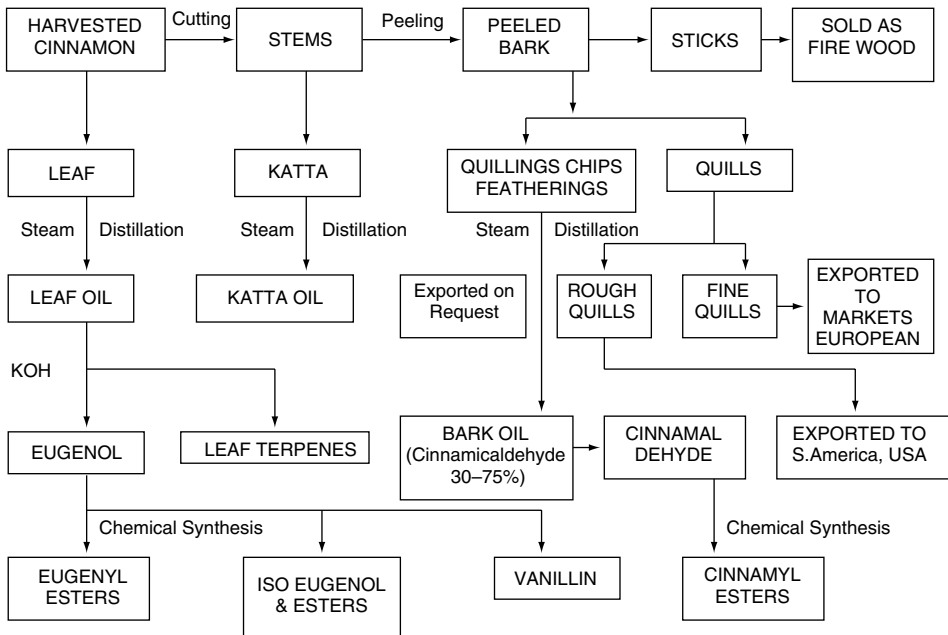 HARVESTED
CINNAMON
Cutting
STEMS
Peeling
PEELED
BARK
STICKS
SOLD AS
FIRE WOOD
LEAF
KATTA
QUILLINGS CHIPS
FEATHERINGS
QUILLS
Steam Distillation
Steam Distillation
Steam Distillation
LEAF OIL
KATTA OIL
Exported on
Request
ROUGH
QUILLS
FINE
QUILLS
EXPORTED
TO
MARKETS
EUROPEAN
KOH
EUGENOL
LEAF TERPENES
BARK OIL
(Cinnamicaldehyde
30–75%)
CINNAMAL
DEHYDE
EXPORTED TO
S.America, USA
Chemical Synthesis
Chemical Synthesis
EUGENYL
ESTERS
ISO EUGENOL
& ESTERS
VANILLIN
CINNAMYL
ESTERS